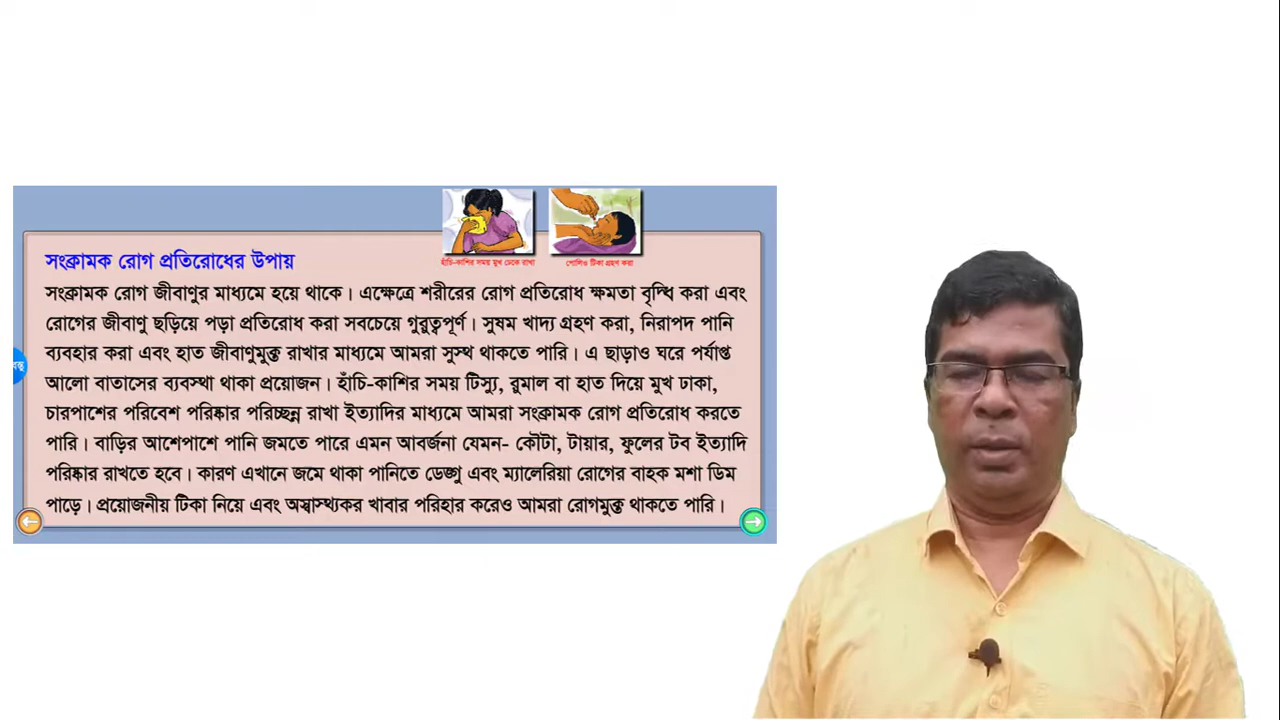 হাঁচি-কাশির সময় মুখ ঢেকে রাখা
পোলিও টিকা গ্রহণ করা
সংক্রামক রোগ প্রতিরোধের উপায়
সংক্রামক রোগ জীবাণুর মাধ্যমে হয়ে থাকে। এক্ষেত্রে শরীরের রোগ প্রতিরোধ ক্ষমতা বৃদ্ধি করা এবং
রোগের জীবাণু ছড়িয়ে পড়া প্রতিরোধ করা সবচেয়ে গুরুত্বপূর্ণ। সুষম খাদ্য গ্রহণ করা, নিরাপদ পানি
ব্যবহার করা এবং হাত জীবাণুমুক্ত রাখার মাধ্যমে আমরা সুস্থ থাকতে পারি। এ ছাড়াও ঘরে পর্যাপ্ত
আলো বাতাসের ব্যবস্থা থাকা প্রয়োজন। হাঁচি-কাশির সময় টিস্যু, রুমাল বা হাত দিয়ে মুখ ঢাকা,
চারপাশের পরিবেশ পরিষ্কার পরিচ্ছন্ন রাখা ইত্যাদির মাধ্যমে আমরা সংক্রামক রোগ প্রতিরোধ করতে
পারি। বাড়ির আশেপাশে পানি জমতে পারে এমন আবর্জনা যেমন- কৌটা, টায়ার, ফুলের টব ইত্যাদি
পরিষ্কার রাখতে হবে। কারণ এখানে জমে থাকা পানিতে ডেঙ্গু এবং ম্যালেরিয়া রোগের বাহক মশা ডিম
পাড়ে। প্রয়োজনীয় টিকা নিয়ে এবং অস্বাস্থ্যকর খাবার পরিহার করেও আমরা রোগমুক্ত থাকতে পারি।